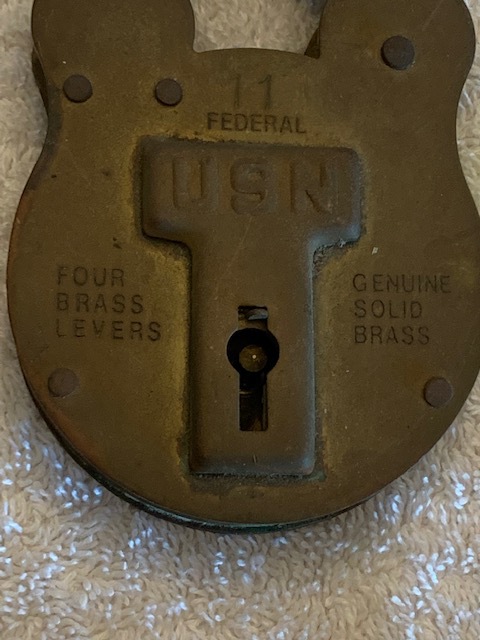 11
FEDERAL
USN
FOUR
BRASS
LEVERS
GENUINE
SOLID
BRASS